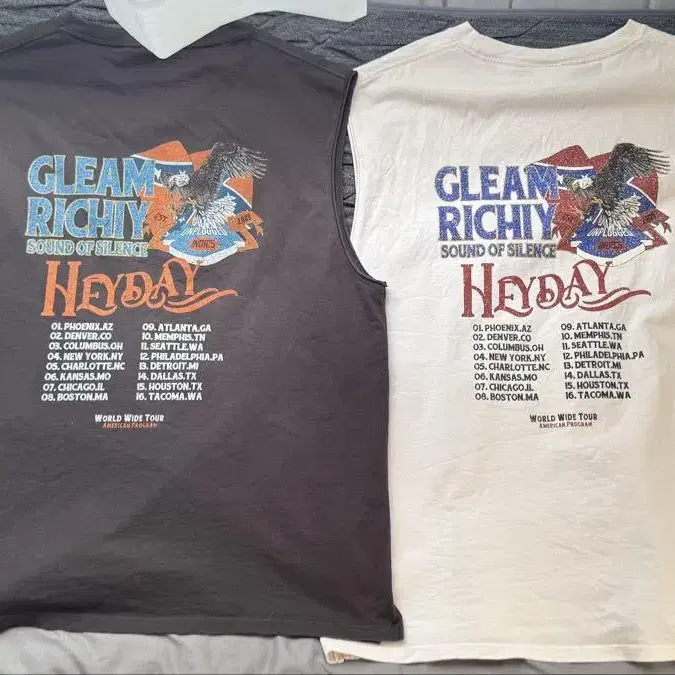 GLEAM
RICHIY
SOUND OF SILENCE
EST. 1925
UNPLUGGED
INDIES
HEYDAY
01. PHOENIX.AZ
02. DENVER.CO
03. COLUMBUS.OH
04. NEW YORK.NY
05. CHARLOTTE.NC
06. KANSAS.MO
07. CHICAGO.IL
08. BOSTON.MA
09. ATLANTA.GA
10. MEMPHIS.TN
11. SEATTLE.WA
12. PHILADELPHIA.PA
13. DETROIT.MI
14. DALLAS.TX
15. HOUSTON.TX
16. TACOMA.WA
WORLD WIDE TOUR
AMERICAN PROGRAM
GLEAM
RICHIY
SOUND OF SILENCE
UNPLUGGED
INDIES
HEYDAY
01. PHOENIX.AZ
02. DENVER.CO
03. COLUMBUS.OH
04. NEW YORK.NY
05. CHARLOTTE.NC
06. KANSAS.MO
07. CHICAGO.IL
08. BOSTON.MA
09. ATLANTA.GA
10. MEMPHIS.TN
11. SEATTLE.WA
12. PHILADELPHIA.PA
13. DETROIT.MI
14. DALLAS.TX
15. HOUSTON.TX
16. TACOMA.WA
WORLD WIDE TOUR
AMERICAN PROGRAM